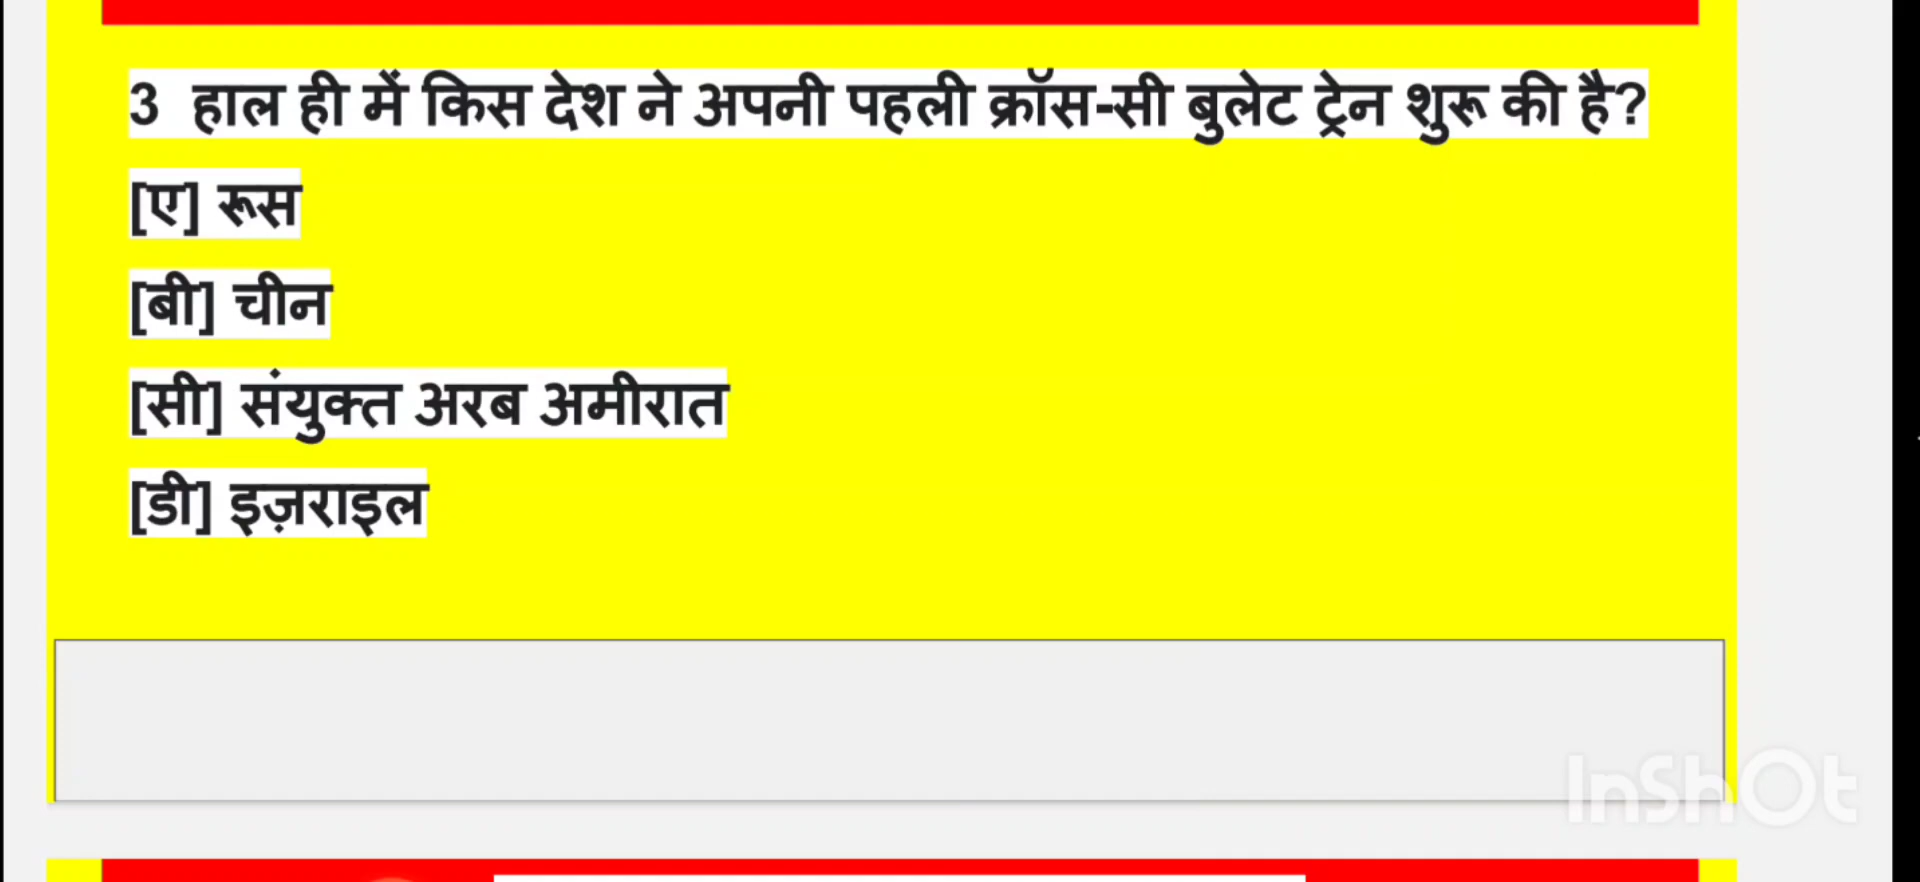 3 हाल ही में किस देश ने अपनी पहली क्रॉस-सी बुलेट ट्रेन शुरू की है?
[ए] रूस
[बी] चीन
[सी] संयुक्त अरब अमीरात
[डी] इज़राइल
InShOt